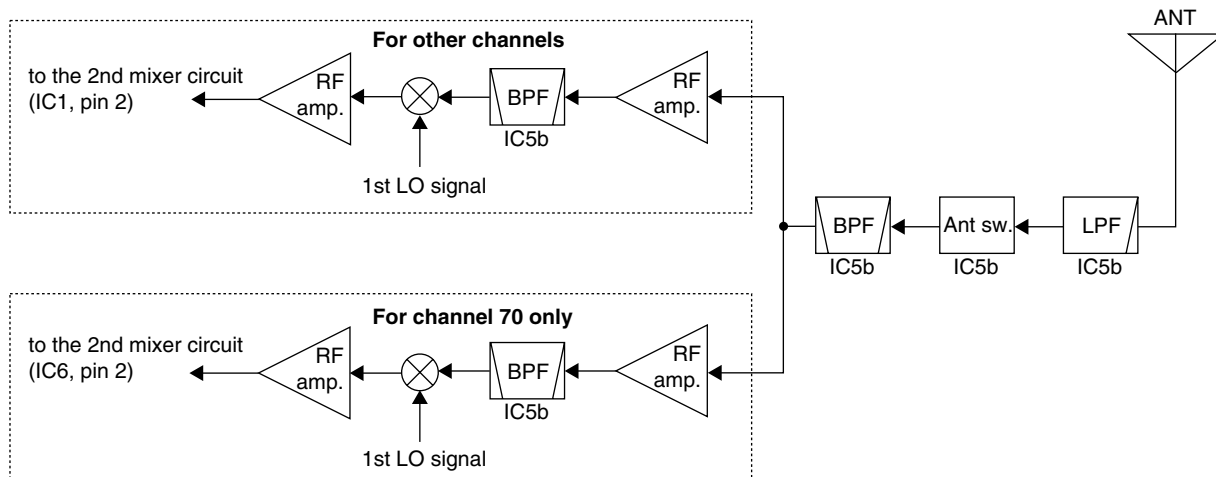 ANT
For other channels
to the 2nd mixer circuit
(IC1, pin 2)
RF
amp.
BPF
IC5b
RF
amp.
1st LO signal
BPF
IC5b
Ant sw.
IC5b
LPF
IC5b
For channel 70 only
to the 2nd mixer circuit
(IC6, pin 2)
RF
amp.
BPF
IC5b
RF
amp.
1st LO signal